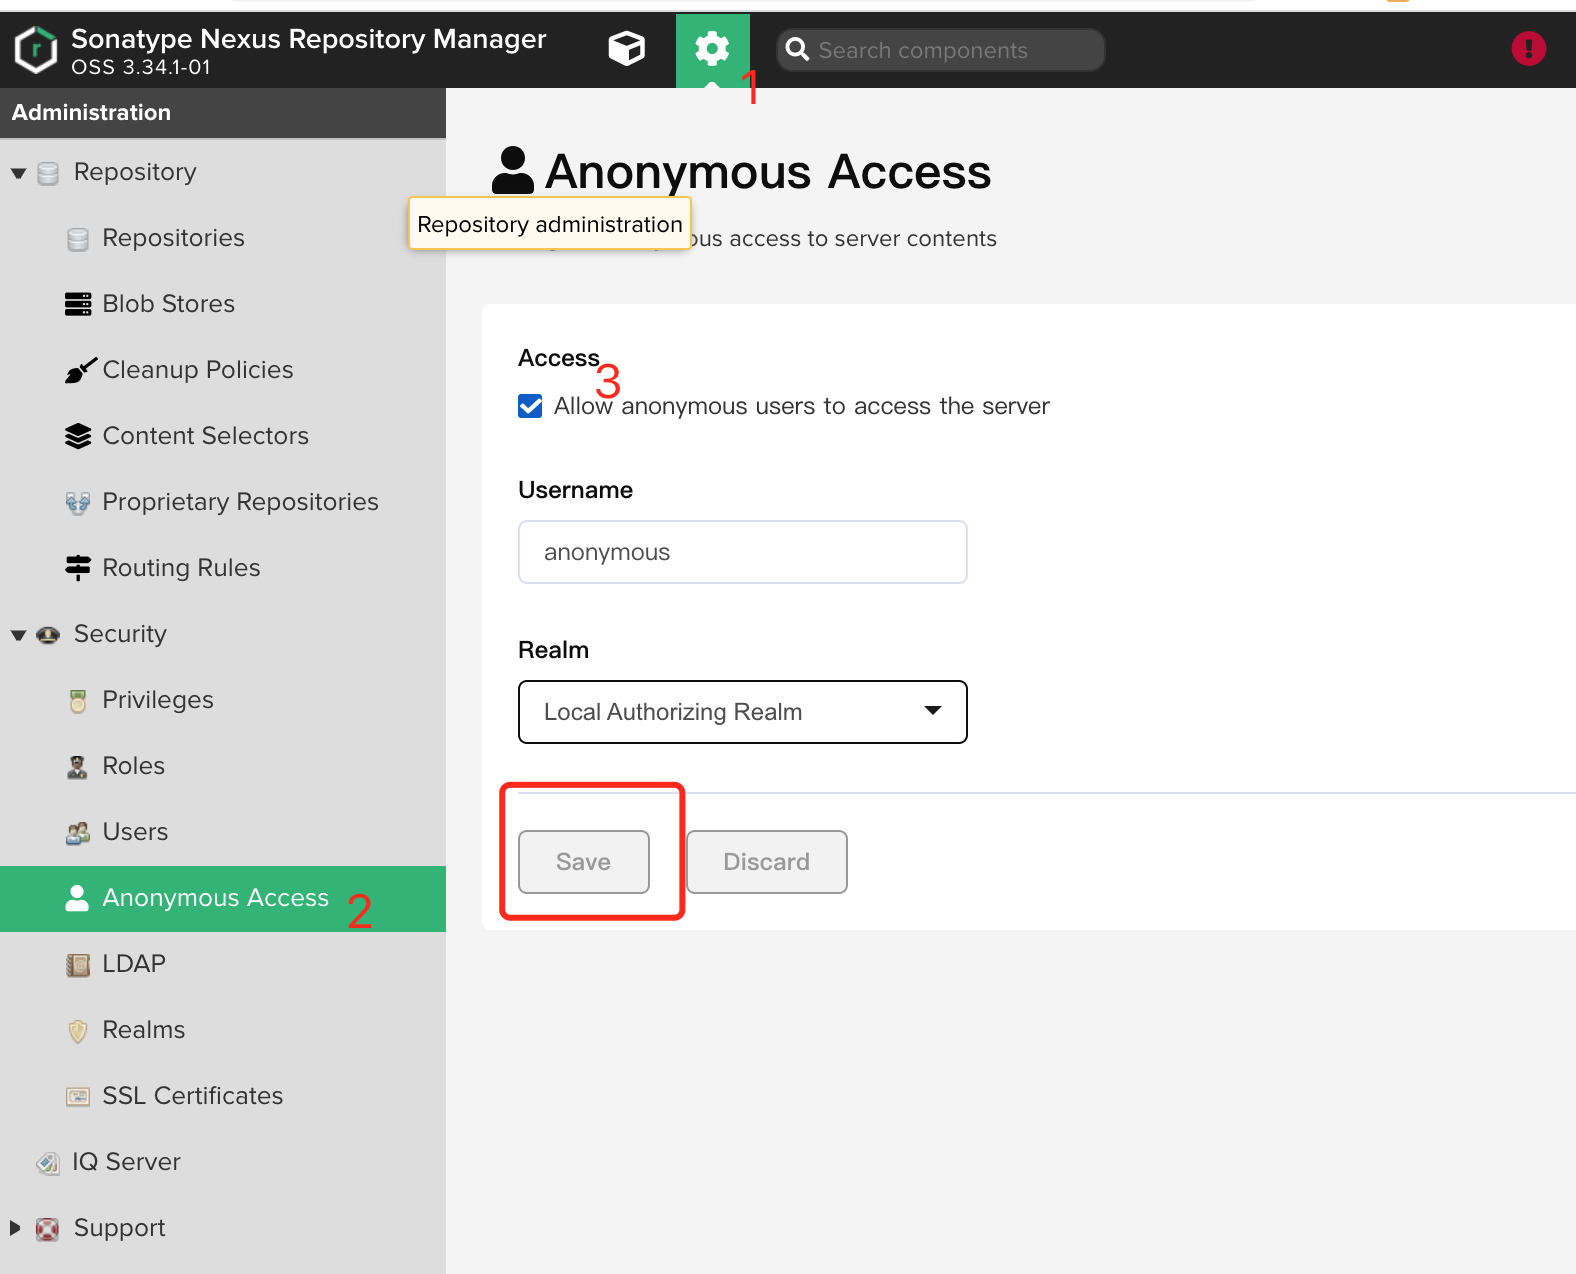 Sonatype Nexus Repository Manager
OSS 3.34.1-01
Search components
1
Administration
Repository
Repositories
Blob Stores
Cleanup Policies
Content Selectors
Proprietary Repositories
Routing Rules
Security
Privileges
Roles
Users
Anonymous Access
2
LDAP
Realms
SSL Certificates
IQ Server
Support
Anonymous Access
Repository administration
access to server contents
Access
3
Allow anonymous users to access the server
Username
anonymous
Realm
Local Authorizing Realm
Save
Discard